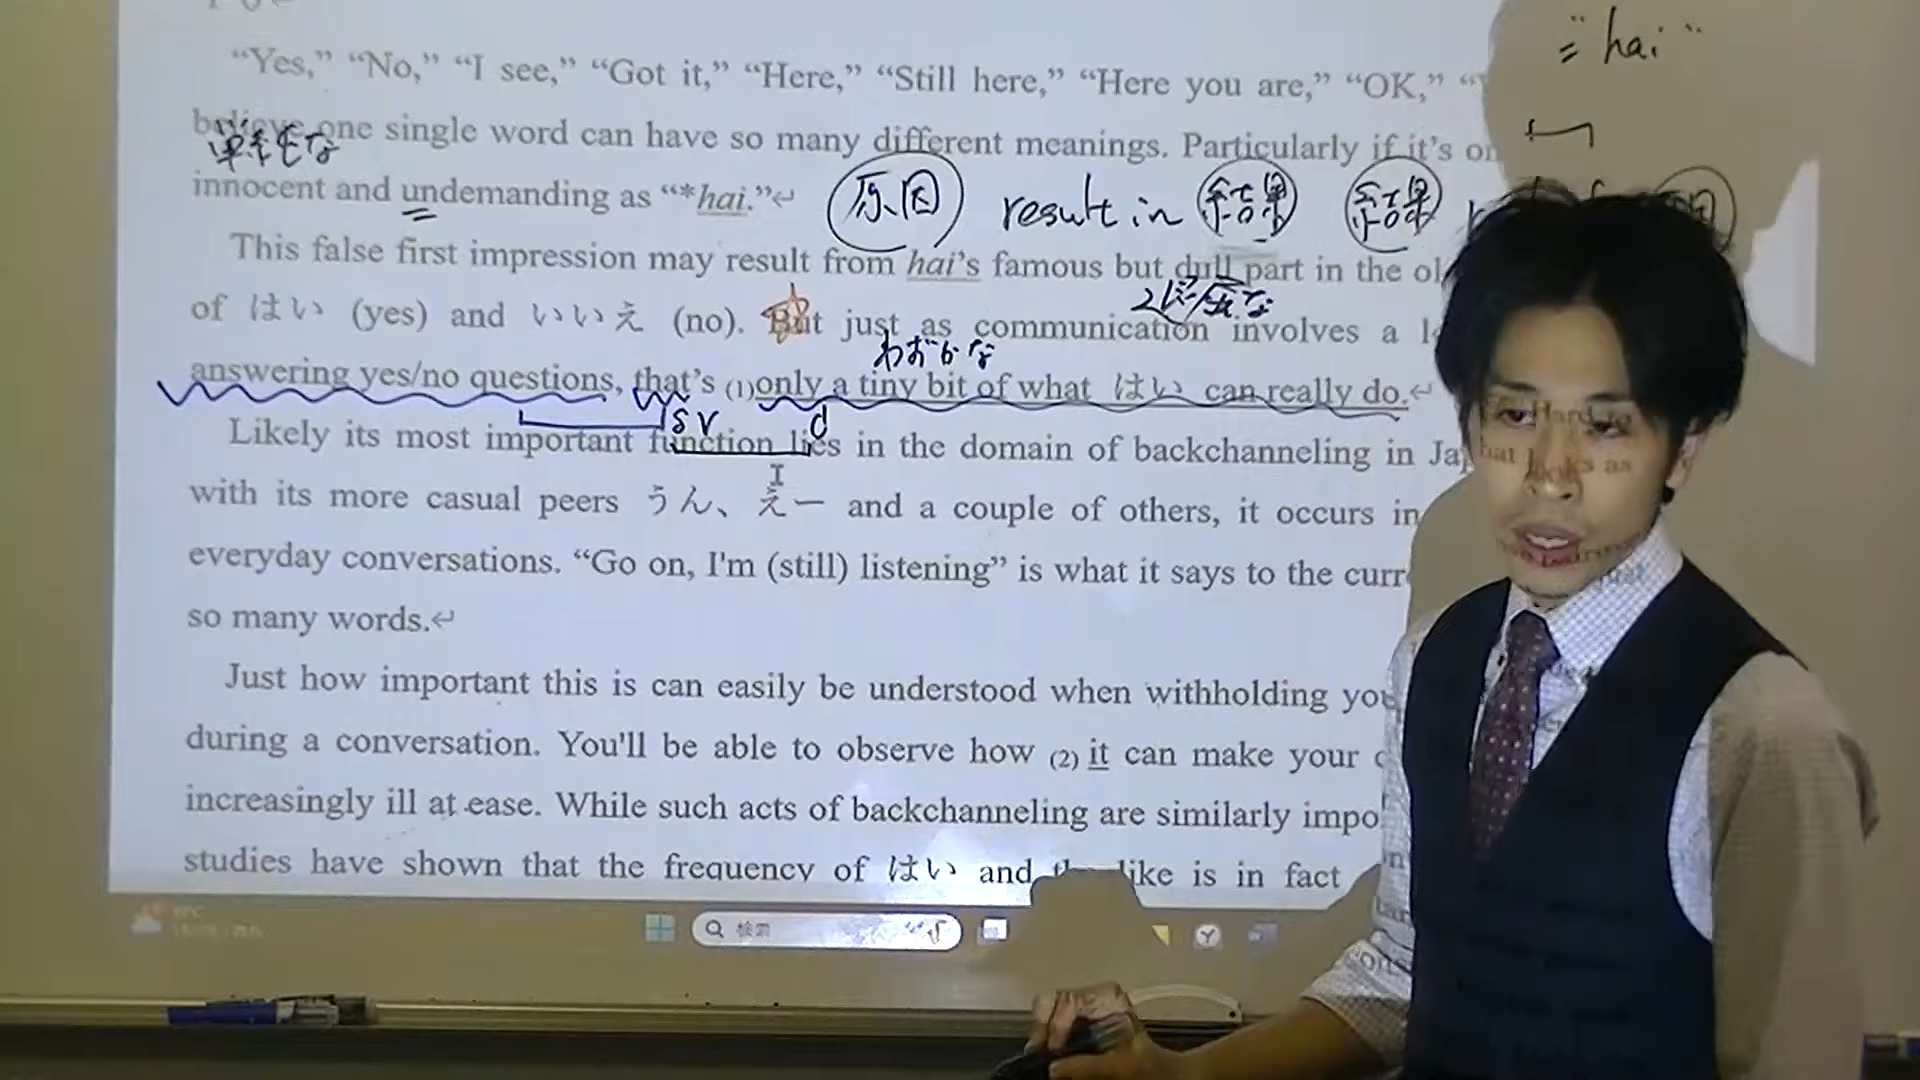 = "hai"
"Yes," "No," "I see," "Got it," "Here," "Still here," "Here you are," "OK,"
believe one single word can have so many different meanings. Particularly if it's
単純な
innocent and undemanding as "*hai."↵
原因 result in 結果 結果
This false first impression may result from hai's famous but dull part in the
退屈な
of はい (yes) and いいえ (no). But just as communication involves a
わずかな
answering yes/no questions, that's (1)only a tiny bit of what はい can really do.↵
S V C
Likely its most important function lies in the domain of backchanneling in
with its more casual peers うん、えー and a couple of others, it occurs in
everyday conversations. "Go on, I'm (still) listening" is what it says to the
so many words.↵
Just how important this is can easily be understood when withholding
during a conversation. You'll be able to observe how (2) it can make your
increasingly ill at ease. While such acts of backchanneling are similarly
studies have shown that the frequency of はい and the like is in fact
検索